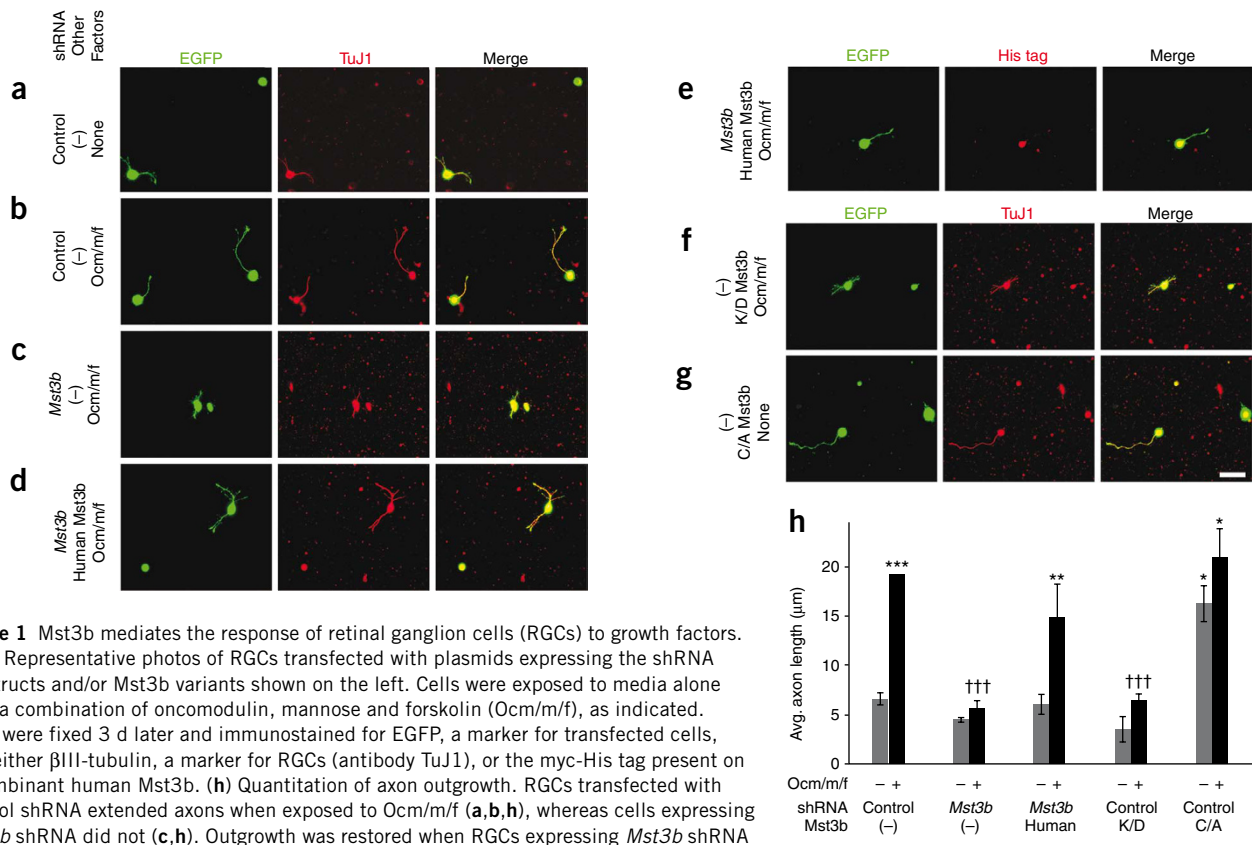 shRNA
Other
Factors
EGFP
TuJ1
Merge
a
Control
(–)
None
b
Control
(–)
Ocm/m/f
c
Mst3b
(–)
Ocm/m/f
d
Mst3b
Human Mst3b
Ocm/m/f
EGFP
His tag
Merge
e
Mst3b
Human Mst3b
Ocm/m/f
EGFP
TuJ1
Merge
f
(–)
K/D Mst3b
Ocm/m/f
g
(–)
C/A Mst3b
None
e 1 Mst3b mediates the response of retinal ganglion cells (RGCs) to growth factors.
Representative photos of RGCs transfected with plasmids expressing the shRNA
tructs and/or Mst3b variants shown on the left. Cells were exposed to media alone
a combination of oncomodulin, mannose and forskolin (Ocm/m/f), as indicated.
were fixed 3 d later and immunostained for EGFP, a marker for transfected cells,
either βIII-tubulin, a marker for RGCs (antibody TuJ1), or the myc-His tag present on
mbinant human Mst3b. (h) Quantitation of axon outgrowth. RGCs transfected with
ol shRNA extended axons when exposed to Ocm/m/f (a,b,h), whereas cells expressing
b shRNA did not (c,h). Outgrowth was restored when RGCs expressing Mst3b shRNA
h
Avg. axon length (μm)
20
15
10
5
0
*** ††† ** ††† * *
Ocm/m/f – + – + – + – + – +
shRNA Control Mst3b Mst3b Control Control
Mst3b (–) (–) Human K/D C/A